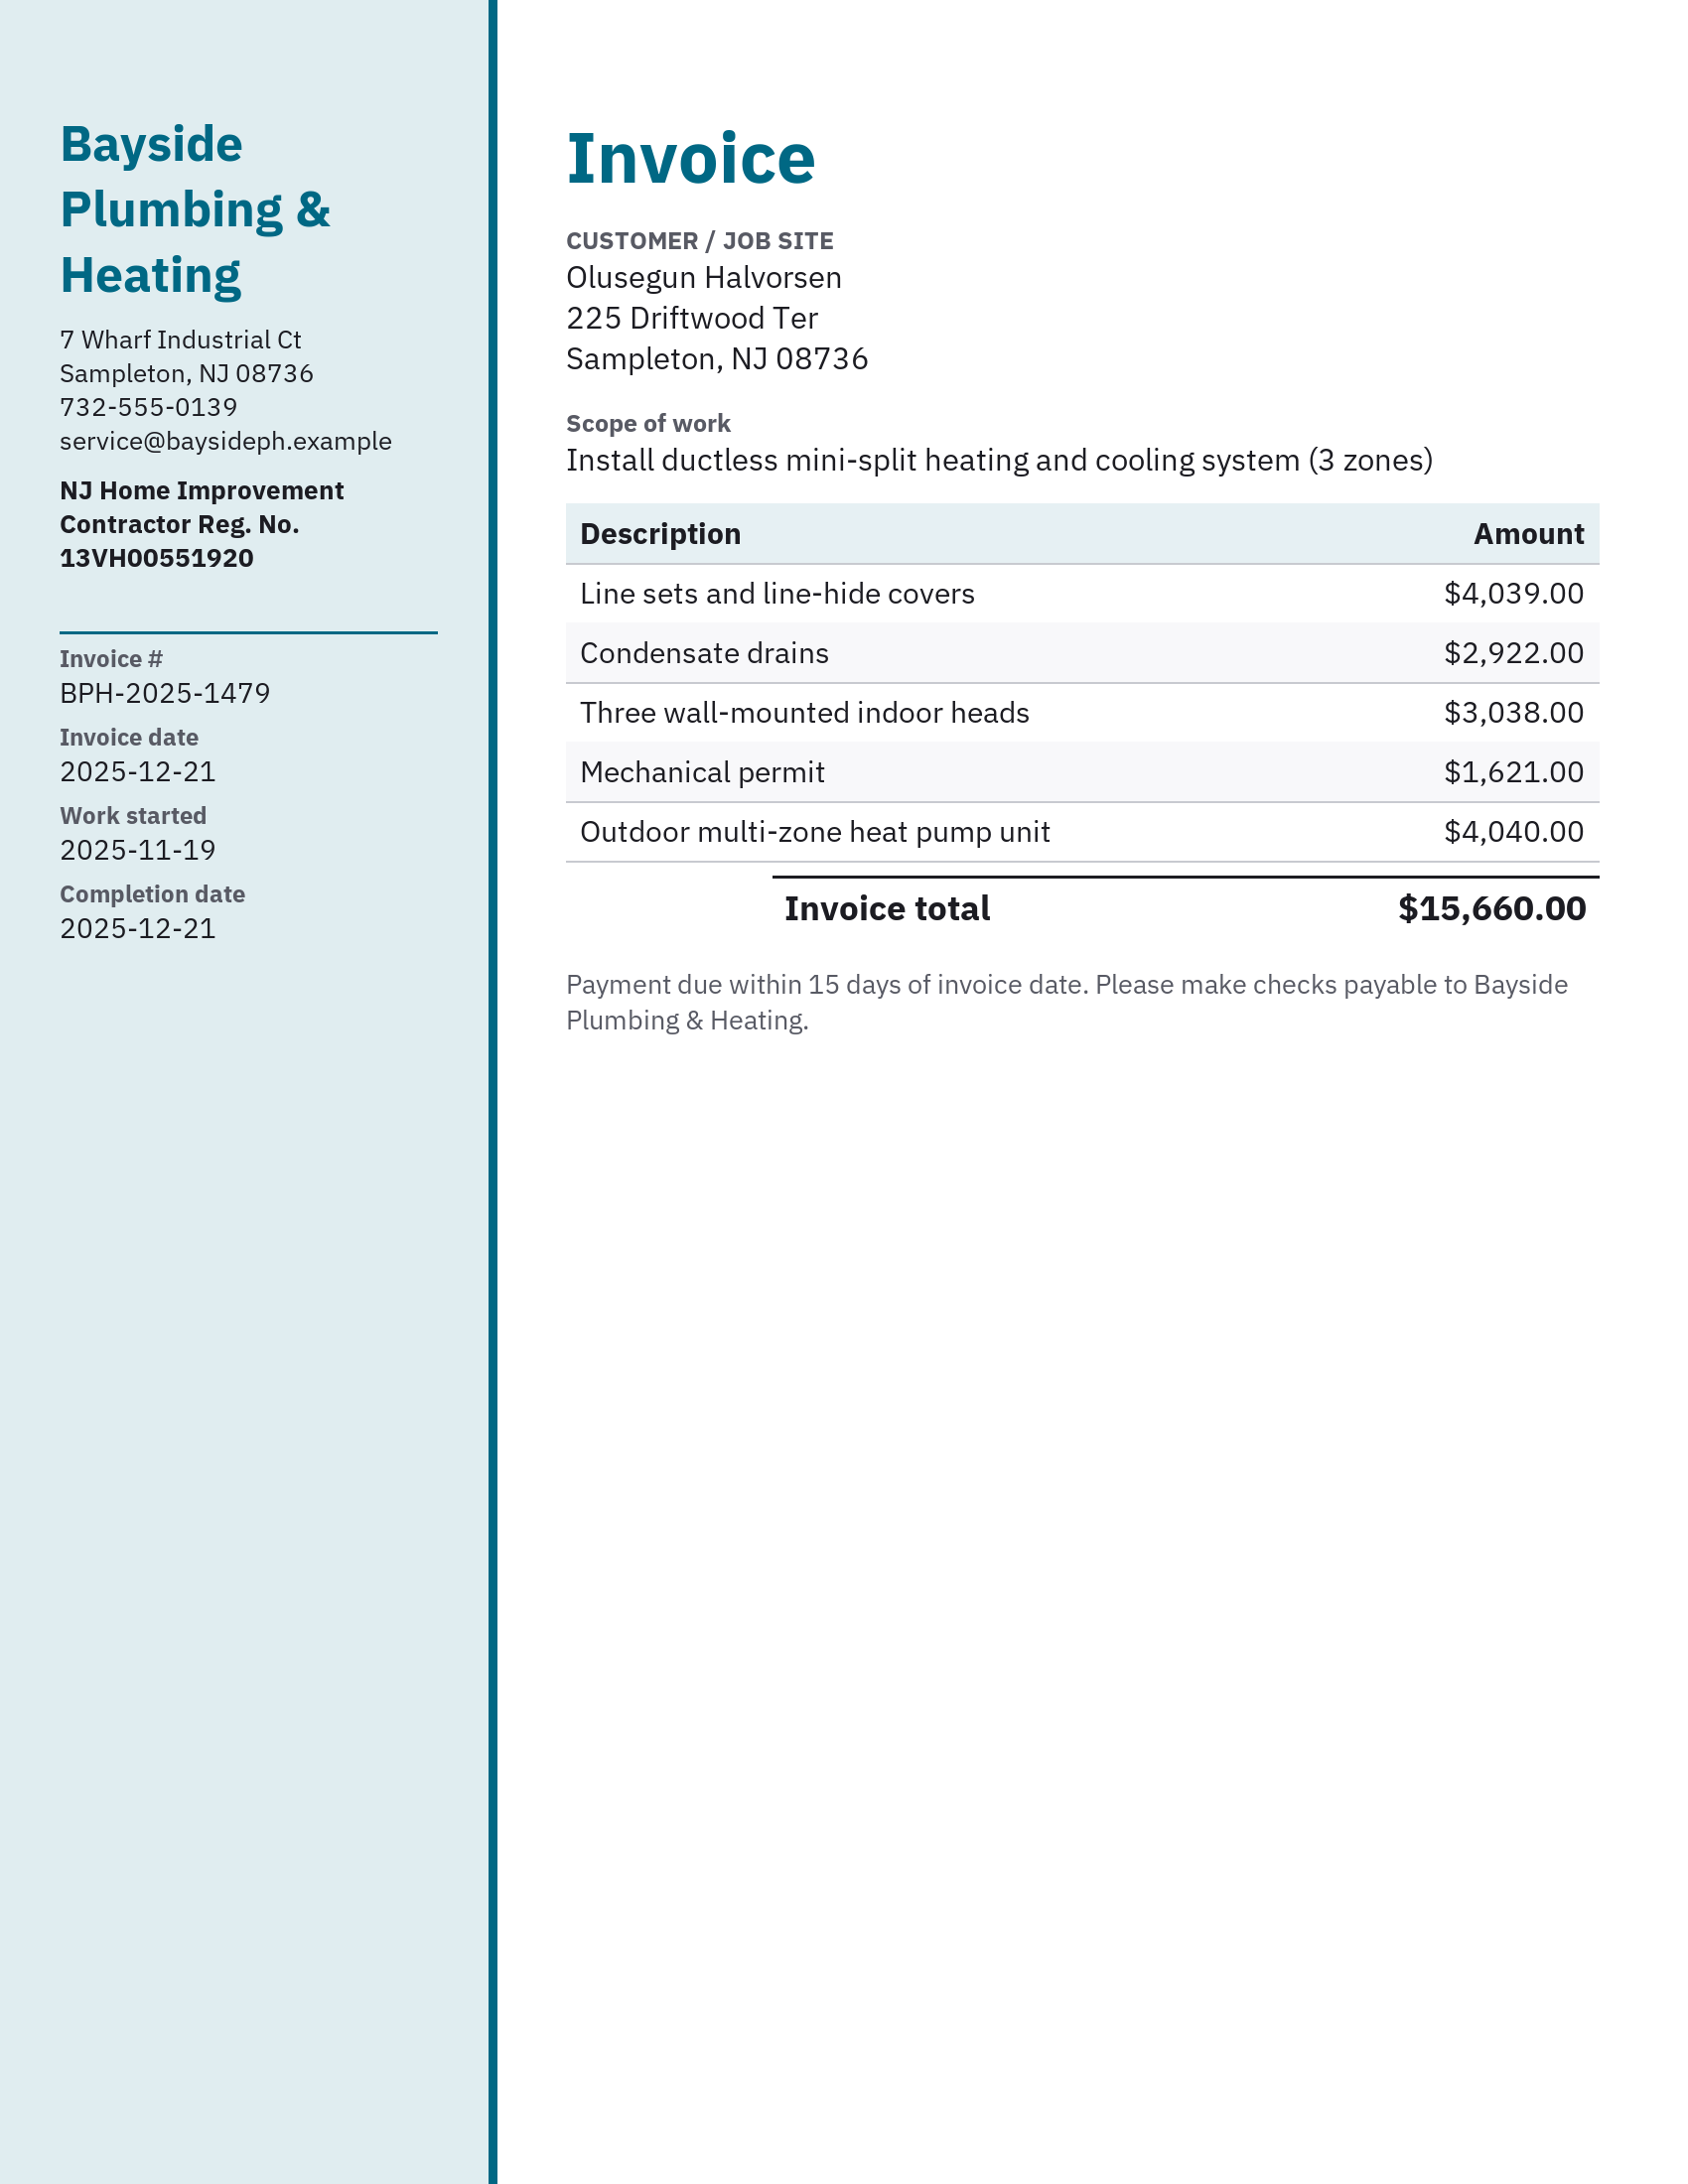 Bayside
Plumbing &
Heating
7 Wharf Industrial Ct
Sampleton, NJ 08736
732-555-0139
service@baysideph.example
NJ Home Improvement
Contractor Reg. No.
13VH00551920
Invoice #
BPH-2025-1479
Invoice date
2025-12-21
Work started
2025-11-19
Completion date
2025-12-21
Invoice
CUSTOMER / JOB SITE
Olusegun Halvorsen
225 Driftwood Ter
Sampleton, NJ 08736
Scope of work
Install ductless mini-split heating and cooling system (3 zones)
Description Amount
Line sets and line-hide covers $4,039.00
Condensate drains $2,922.00
Three wall-mounted indoor heads $3,038.00
Mechanical permit $1,621.00
Outdoor multi-zone heat pump unit $4,040.00
Invoice total $15,660.00
Payment due within 15 days of invoice date. Please make checks payable to Bayside
Plumbing & Heating.